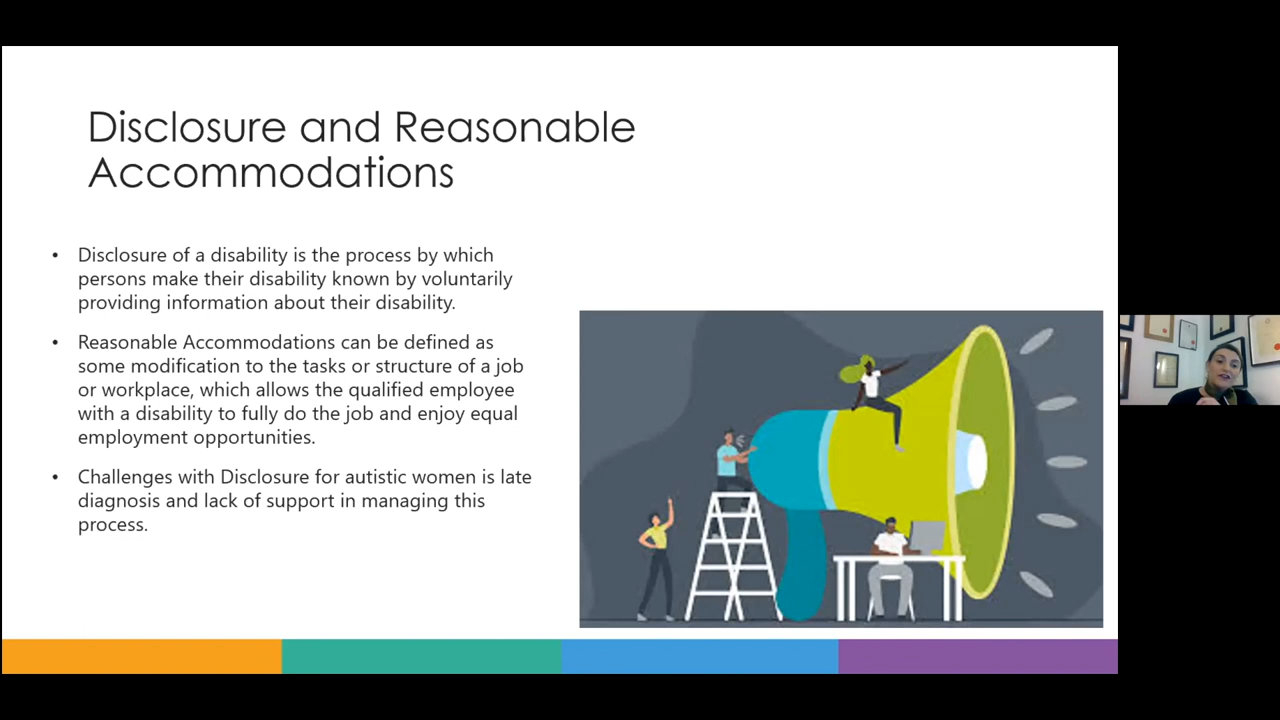 Disclosure and Reasonable
Accommodations
• Disclosure of a disability is the process by which
persons make their disability known by voluntarily
providing information about their disability.
• Reasonable Accommodations can be defined as
some modification to the tasks or structure of a job
or workplace, which allows the qualified employee
with a disability to fully do the job and enjoy equal
employment opportunities.
• Challenges with Disclosure for autistic women is late
diagnosis and lack of support in managing this
process.